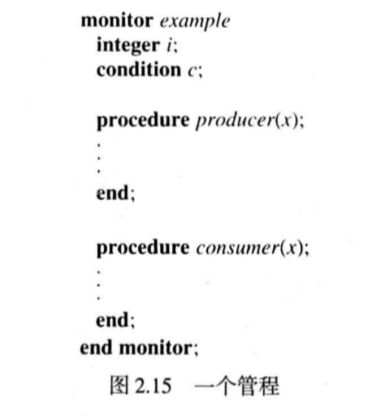 monitor example
integer i;
condition c;
procedure producer(x);
.
.
.
end;
procedure consumer(x);
.
.
.
end;
end monitor;
图 2.15 一个管程